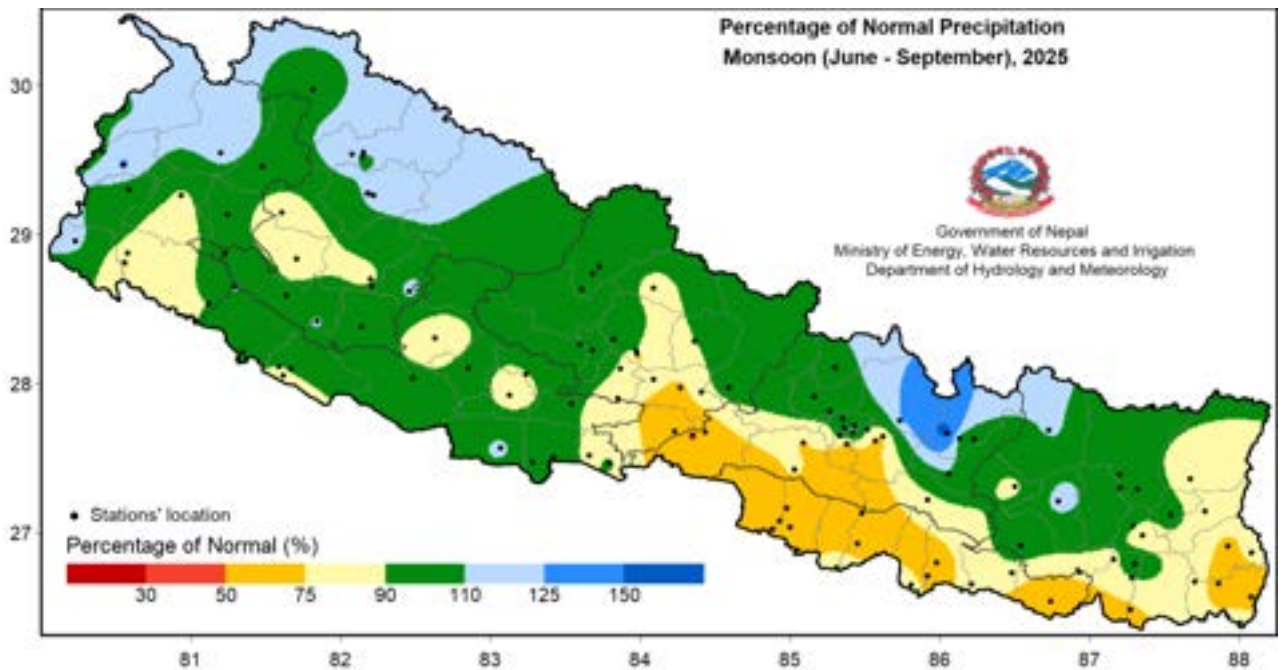 Percentage of Normal Precipitation
Monsoon (June - September), 2025
30
29
28
27
Government of Nepal
Ministry of Energy, Water Resources and Irrigation
Department of Hydrology and Meteorology
Stations' location
Percentage of Normal (%)
30 50 75 90 110 125 150
81 82 83 84 85 86 87 88